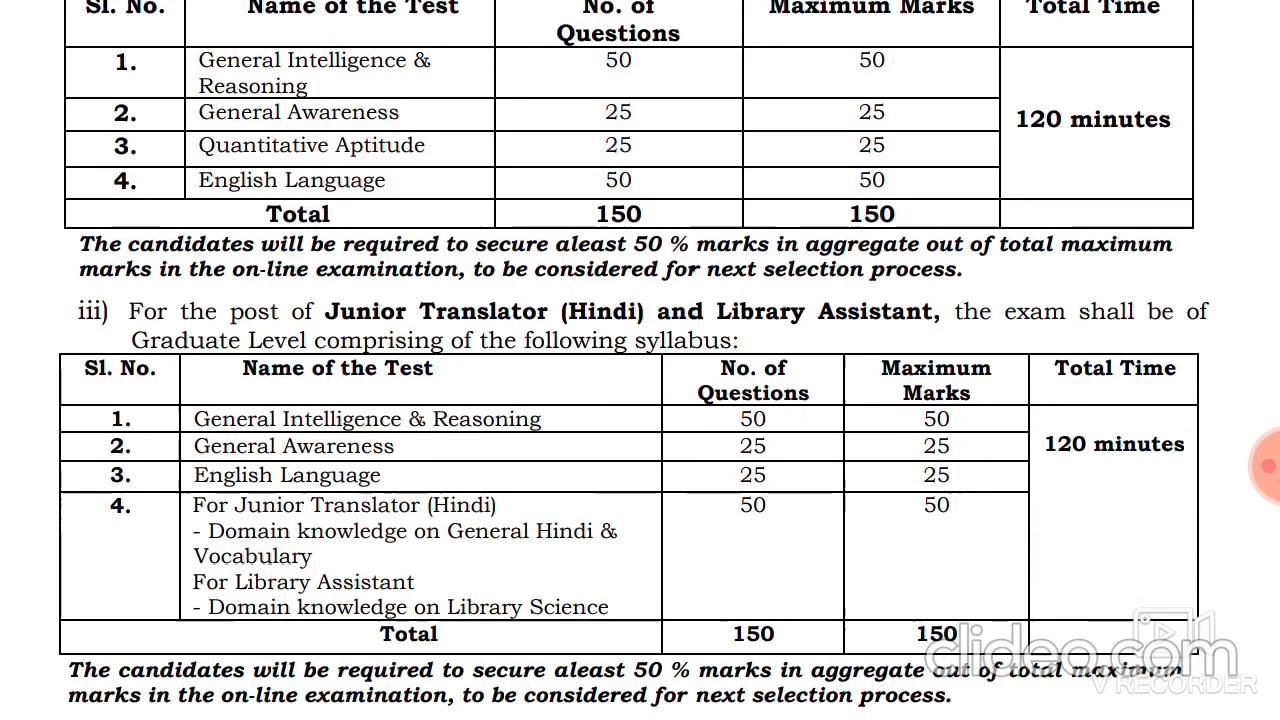 Sl. No. Name of the Test No. of Questions Maximum Marks Total Time
1. General Intelligence & Reasoning 50 50 120 minutes
2. General Awareness 25 25
3. Quantitative Aptitude 25 25
4. English Language 50 50
Total 150 150
The candidates will be required to secure aleast 50 % marks in aggregate out of total maximum
marks in the on-line examination, to be considered for next selection process.
iii) For the post of Junior Translator (Hindi) and Library Assistant, the exam shall be of
Graduate Level comprising of the following syllabus:
Sl. No. Name of the Test No. of Questions Maximum Marks Total Time
1. General Intelligence & Reasoning 50 50 120 minutes
2. General Awareness 25 25
3. English Language 25 25
4. For Junior Translator (Hindi) 50 50
- Domain knowledge on General Hindi &
Vocabulary
For Library Assistant
- Domain knowledge on Library Science
Total 150 150
The candidates will be required to secure aleast 50 % marks in aggregate out of total maximum
marks in the on-line examination, to be considered for next selection process.
clideo.com
V RECORDER